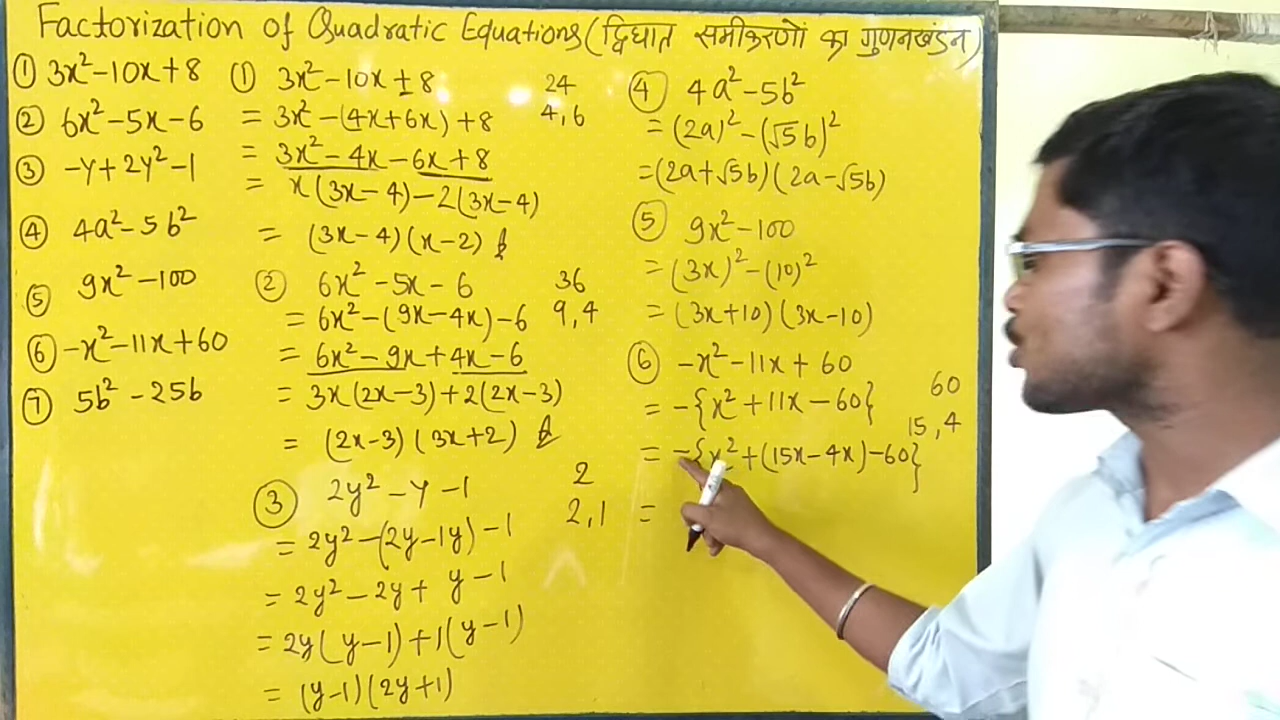 Factorization of Quadratic Equations (द्विघात समीकरणों का गुणनखंडन)
① 3x²-10x+8
② 6x²-5x-6
③ -y+2y²-1
④ 4a²-5b²
⑤ 9x²-100
⑥ -x²-11x+60
⑦ 5b²-25b
① 3x²-10x+8
24
= 3x²-(4x+6x)+8
4,6
= 3x²-4x-6x+8
= x(3x-4)-2(3x-4)
= (3x-4)(x-2)
② 6x²-5x-6
36
= 6x²-(9x-4x)-6
9,4
= 6x²-9x+4x-6
= 3x(2x-3)+2(2x-3)
= (2x-3)(3x+2)
③ 2y²-y-1
2
= 2y²-(2y-1y)-1
2,1
= 2y²-2y+y-1
= 2y(y-1)+1(y-1)
= (y-1)(2y+1)
④ 4a²-5b²
= (2a)²-(√5b)²
= (2a+√5b)(2a-√5b)
⑤ 9x²-100
= (3x)²-(10)²
= (3x+10)(3x-10)
⑥ -x²-11x+60
60
= -{x²+11x-60}
15,4
= -{x²+(15x-4x)-60}
=